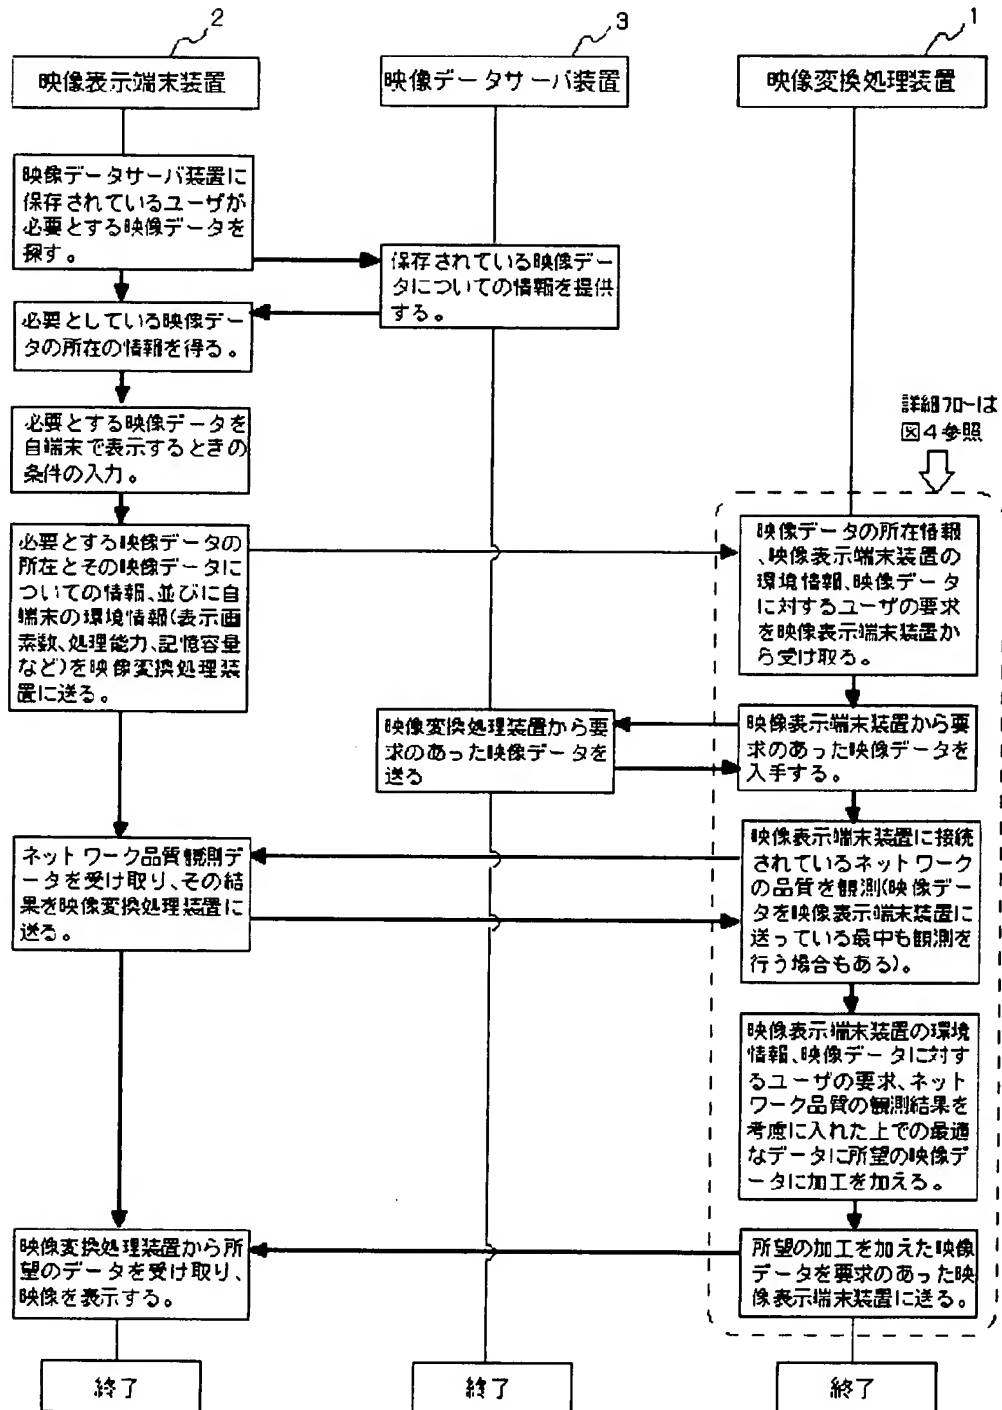 2
3
1
映像表示端末装置
映像データサーバ装置
映像変換処理装置
映像データサーバ装置に
保存されているユーザが
必要とする映像データを
探す。
保存されている映像デー
タについての情報を提供
する。
必要としている映像デー
タの所在の情報を得る。
必要とする映像データを
自端末で表示するときの
条件の入力。
詳細フローは
図4参照
必要とする映像データの
所在とその映像データに
ついての情報、並びに自
端末の環境情報(表示画
素数、処理能力、記憶容量
など)を映像変換処理装
置に送る。
映像データの所在情報
、映像表示端末装置の
環境情報、映像データ
に対するユーザの要求
を映像表示端末装置か
ら受け取る。
映像変換処理装置から要
求のあった映像データを
送る
映像表示端末装置から要
求のあった映像データを
入手する。
ネットワーク品質観測デー
タを受け取り、その結
果を映像変換処理装置に
送る。
映像表示端末装置に接続
されているネットワーク
の品質を観測(映像デー
タを映像表示端末装置に
送っている最中も観測を
行う場合もある)。
映像表示端末装置の環境
情報、映像データに対す
るユーザの要求、ネット
ワーク品質の観測結果を
考慮に入れた上での最適
なデータに所望の映像デー
タに加工を加える。
映像変換処理装置から所
望のデータを受け取り、
映像を表示する。
所望の加工を加えた映像
データを要求のあった映
像表示端末装置に送る。
終了
終了
終了